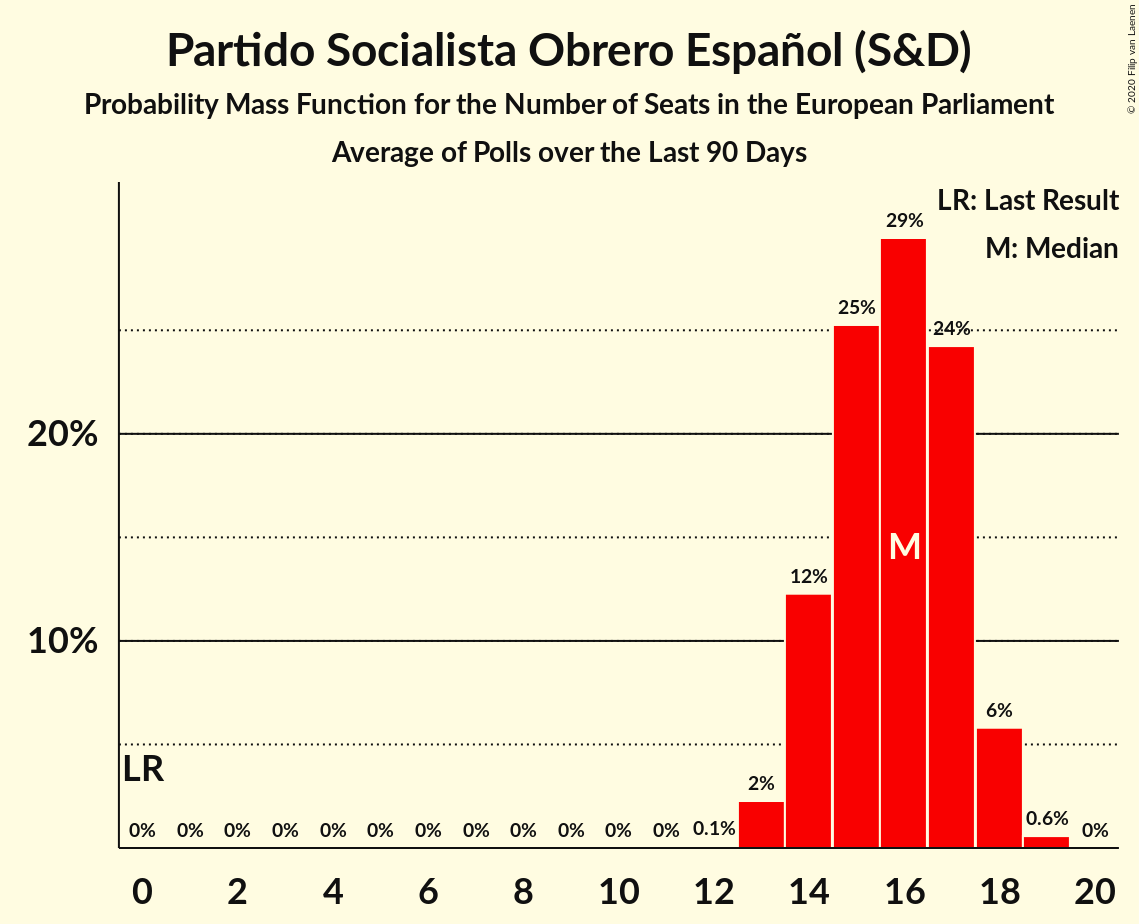 Partido Socialista Obrero Español (S&D)
Probability Mass Function for the Number of Seats in the European Parliament
Average of Polls over the Last 90 Days
© 2020 Filip van Laenen
LR: Last Result
M: Median
29%
25%
24%
20%
M
12%
10%
6%
LR
2%
0% 0% 0% 0% 0% 0% 0% 0% 0% 0% 0% 0% 0.1% 0.6% 0%
0 2 4 6 8 10 12 14 16 18 20